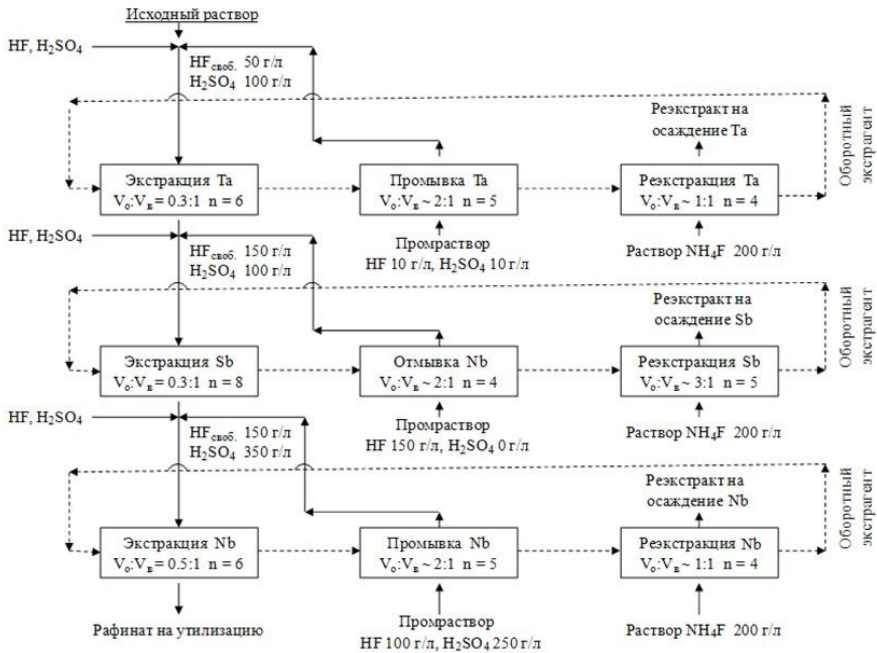 Исходный раствор
HF, H₂SO₄
HFсвоб. 50 г/л
H₂SO₄ 100 г/л
Реэкстракт на
осаждение Ta
Оборотный
экстрагент
Экстракция Ta
Vо:Vв = 0.3:1 n = 6
Промывка Ta
Vо:Vв ~ 2:1 n = 5
Реэкстракция Ta
Vо:Vв ~ 1:1 n = 4
HF, H₂SO₄
HFсвоб. 150 г/л
H₂SO₄ 100 г/л
Промраствор
HF 10 г/л, H₂SO₄ 10 г/л
Раствор NH₄F 200 г/л
Реэкстракт на
осаждение Sb
Оборотный
экстрагент
Экстракция Sb
Vо:Vв = 0.3:1 n = 8
Отмывка Nb
Vо:Vв ~ 2:1 n = 4
Реэкстракция Sb
Vо:Vв ~ 3:1 n = 5
HF, H₂SO₄
HFсвоб. 150 г/л
H₂SO₄ 350 г/л
Промраствор
HF 150 г/л, H₂SO₄ 0 г/л
Раствор NH₄F 200 г/л
Реэкстракт на
осаждение Nb
Оборотный
экстрагент
Экстракция Nb
Vо:Vв = 0.5:1 n = 6
Промывка Nb
Vо:Vв ~ 2:1 n = 5
Реэкстракция Nb
Vо:Vв ~ 1:1 n = 4
Рафинат на утилизацию
Промраствор
HF 100 г/л, H₂SO₄ 250 г/л
Раствор NH₄F 200 г/л